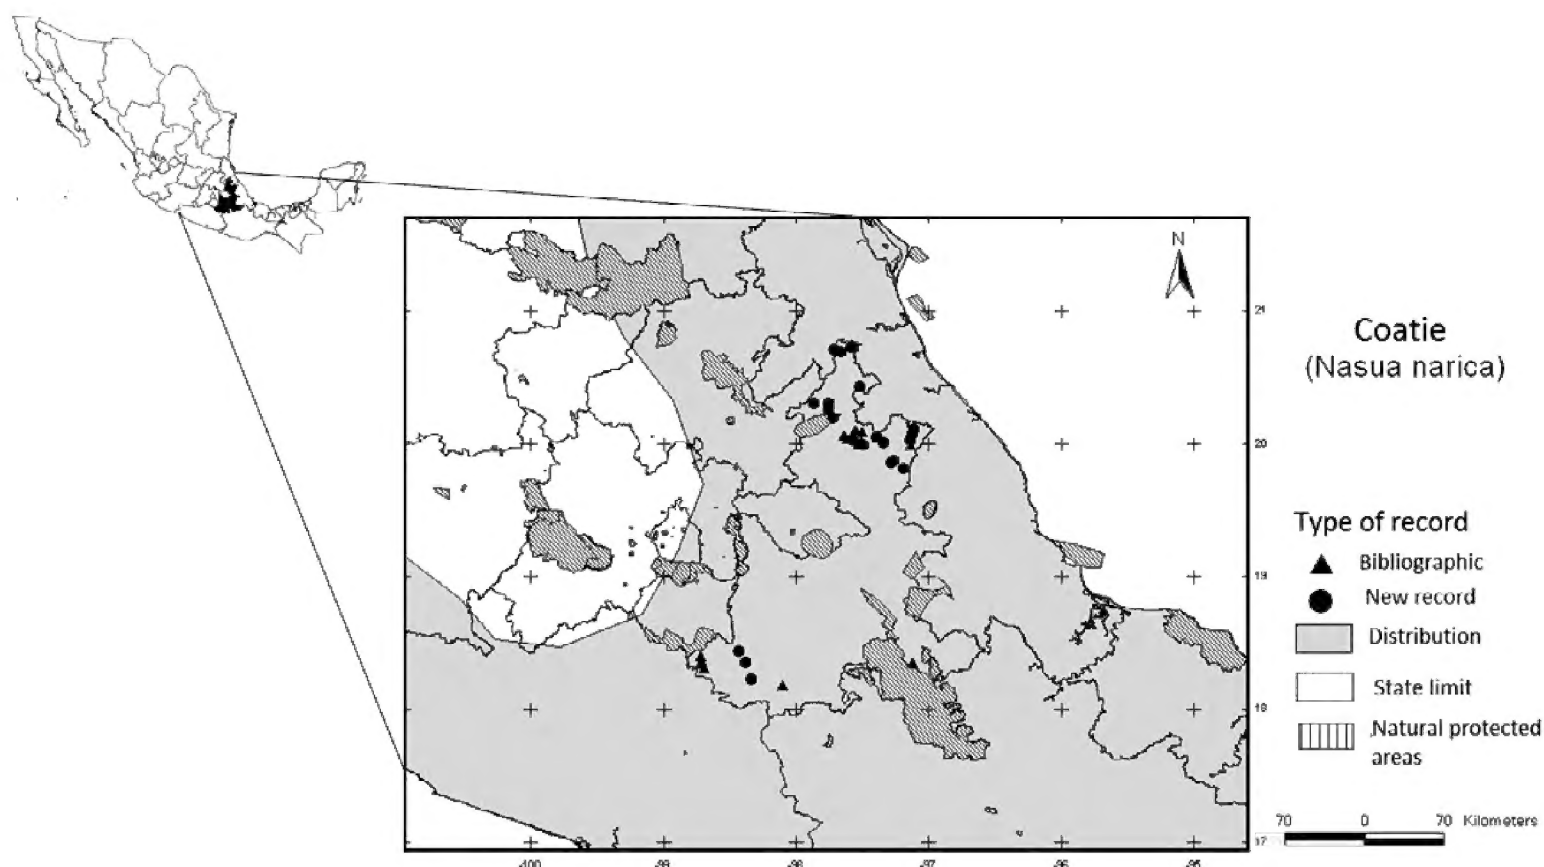 N
21
20
19
18
17
-100
-99
-98
-97
-96
-95
Coatie
(Nasua narica)
Type of record
Bibliographic
New record
Distribution
State limit
Natural protected
areas
70 0 70 Kilometers